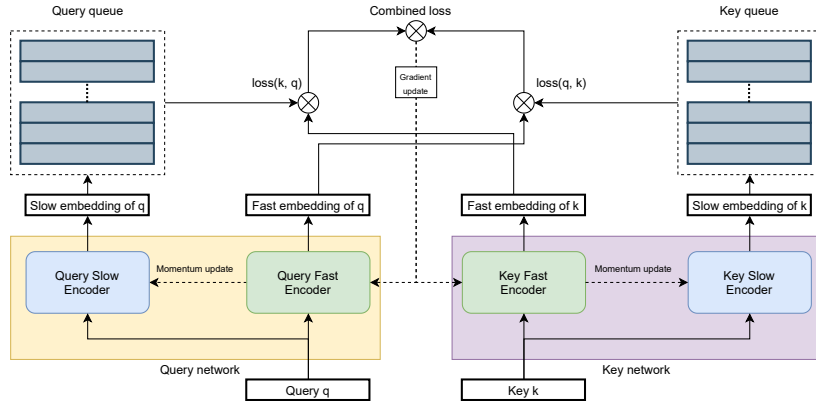 Query queue
Combined loss
Key queue
Gradient
update
loss(k, q)
loss(q, k)
Slow embedding of q
Fast embedding of q
Fast embedding of k
Slow embedding of k
Query Slow
Encoder
Momentum update
Query Fast
Encoder
Key Fast
Encoder
Momentum update
Key Slow
Encoder
Query network
Key network
Query q
Key k